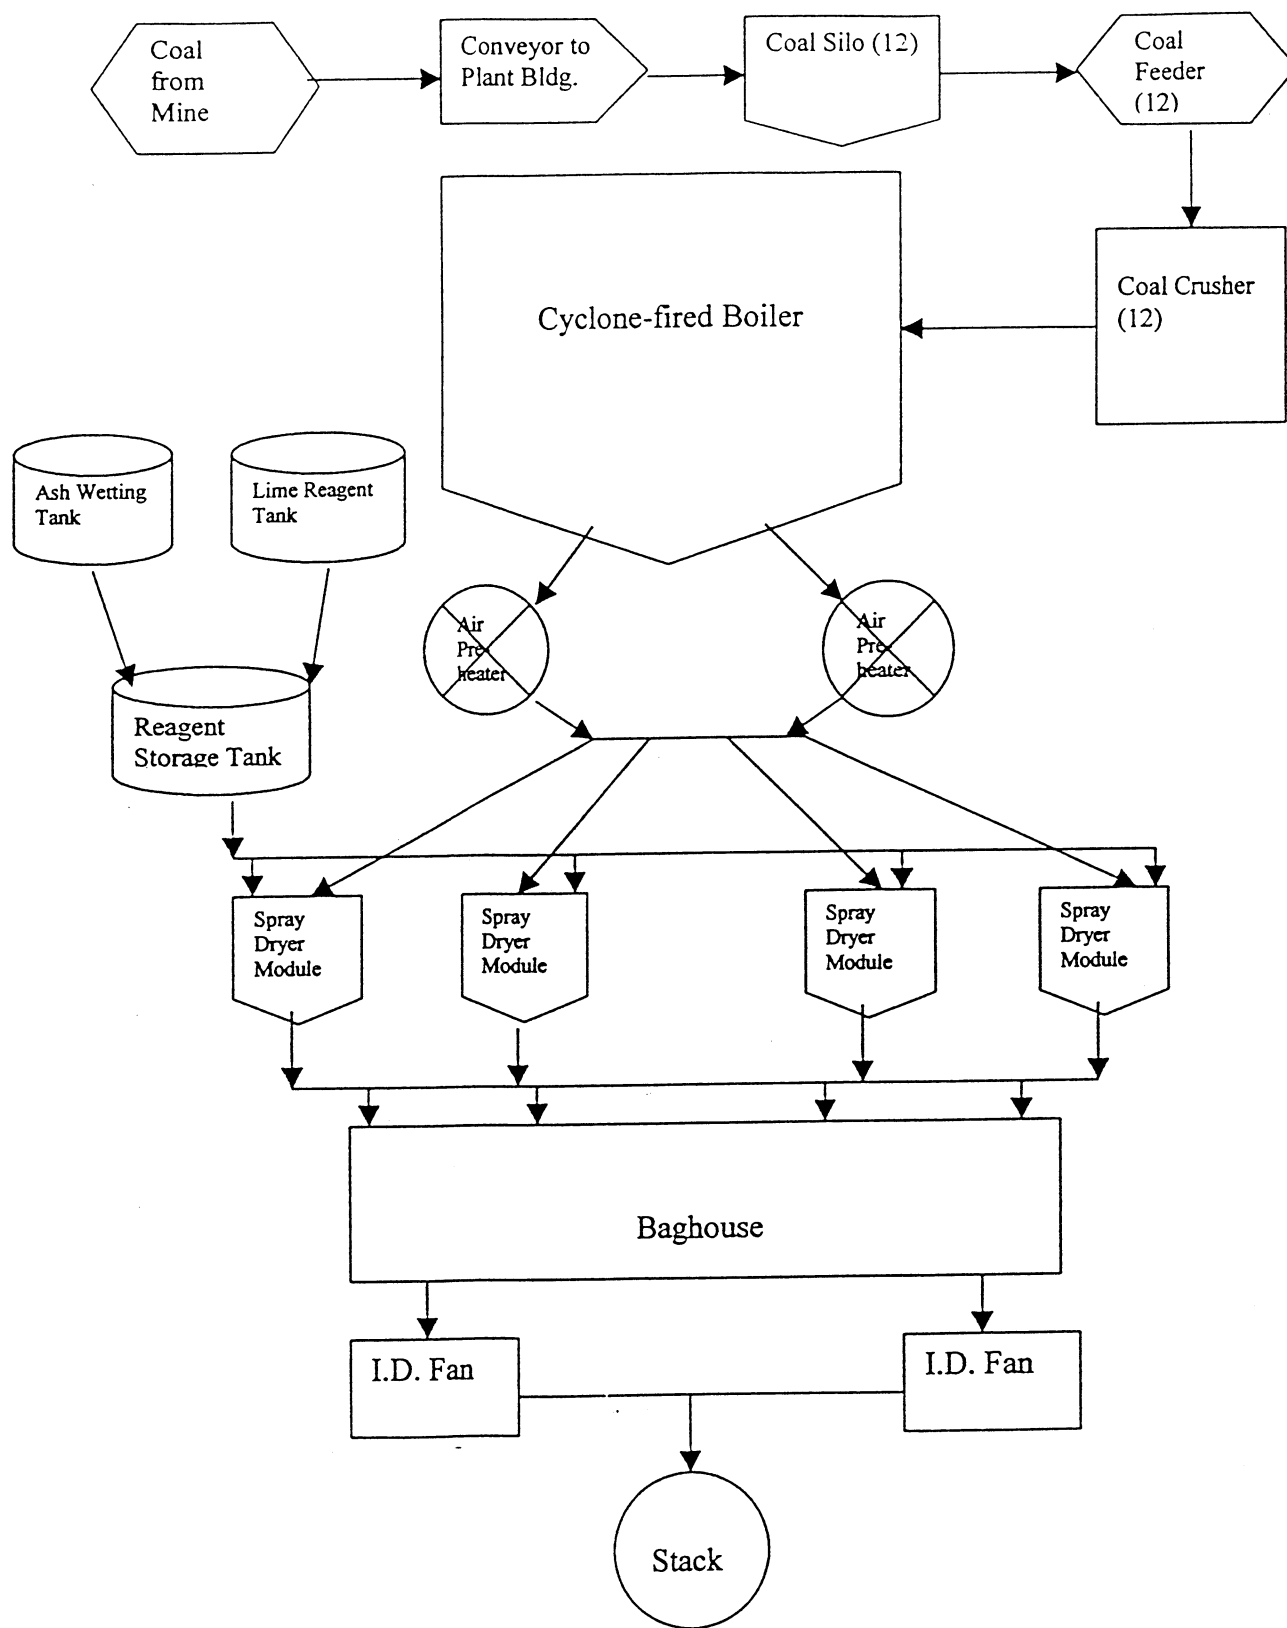 Coal
from
Mine
Conveyor to
Plant Bldg.
Coal Silo (12)
Coal
Feeder
(12)
Cyclone-fired Boiler
Coal Crusher
(12)
Ash Wetting
Tank
Lime Reagent
Tank
Air
Pre-
heater
Air
Pre-
heater
Reagent
Storage Tank
Spray
Dryer
Module
Spray
Dryer
Module
Spray
Dryer
Module
Spray
Dryer
Module
Baghouse
I.D. Fan
I.D. Fan
Stack